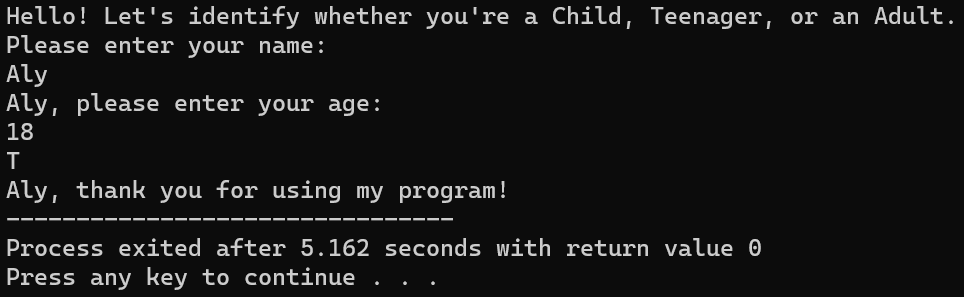 Hello! Let's identify whether you're a Child, Teenager, or an Adult.
Please enter your name:
Aly
Aly, please enter your age:
18
T
Aly, thank you for using my program!
--------------------------------
Process exited after 5.162 seconds with return value 0
Press any key to continue . . .